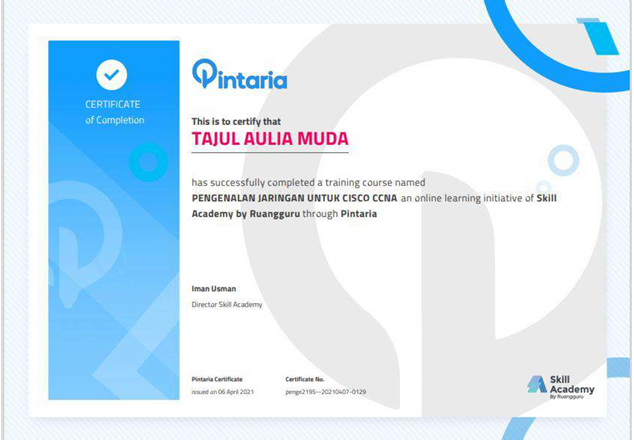 CERTIFICATE
of Completion
Pintaria
This is to certify that
TAJUL AULIA MUDA
has successfully completed a training course named
PENGENALAN JARINGAN UNTUK CISCO CCNA an online learning initiative of Skill
Academy by Ruangguru through Pintaria
Iman Usman
Director Skill Academy
Pintaria Certificate
issued on 06 April 2021
Certificate No.
penge2195--20210407-0129
Skill
Academy
By Ruangguru